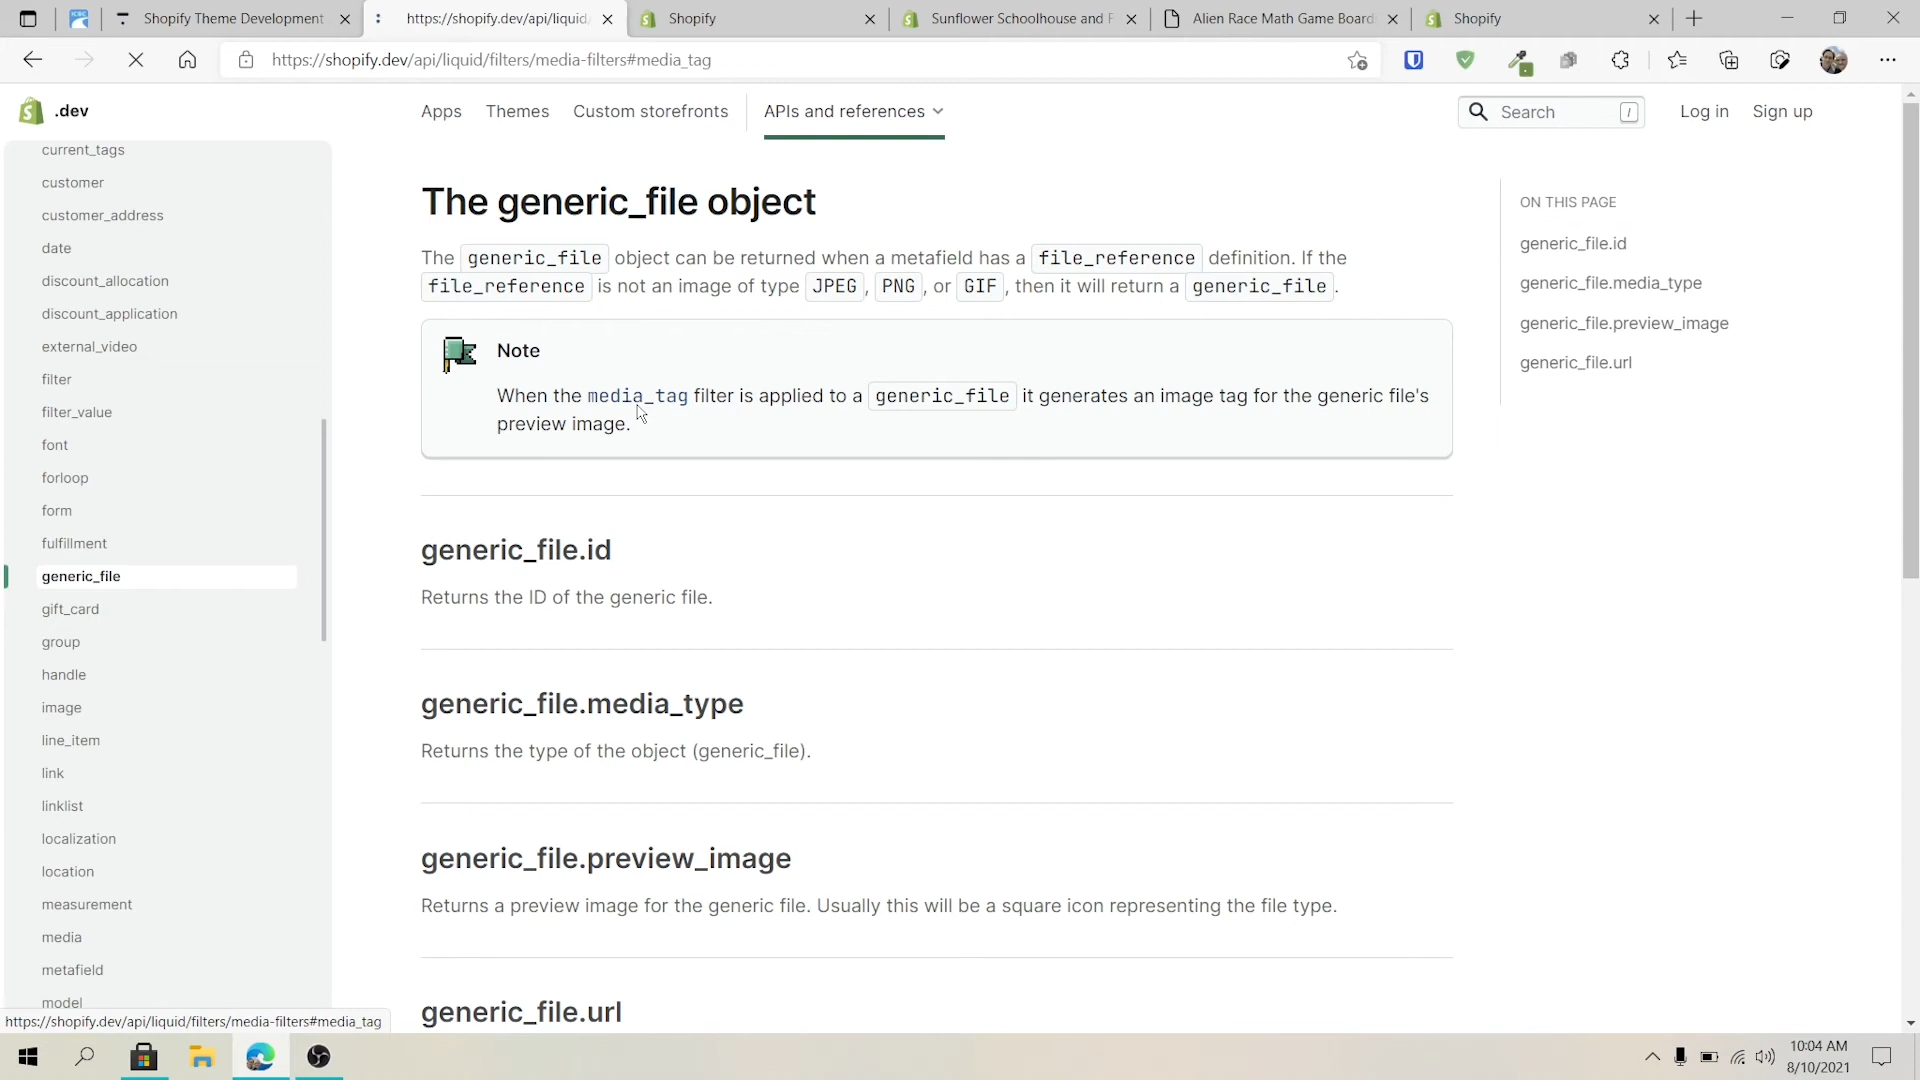 Shopify Theme Development
https://shopify.dev/api/liquid/
Shopify
Sunflower Schoolhouse and F
Alien Race Math Game Board
Shopify
https://shopify.dev/api/liquid/filters/media-filters#media_tag
.dev
Apps
Themes
Custom storefronts
APIs and references
Search
/
Log in
Sign up
current_tags
customer
customer_address
date
discount_allocation
discount_application
external_video
filter
filter_value
font
forloop
form
fulfillment
generic_file
gift_card
group
handle
image
line_item
link
linklist
localization
location
measurement
media
metafield
model
The generic_file object
The generic_file object can be returned when a metafield has a file_reference definition. If the
file_reference is not an image of type JPEG, PNG, or GIF, then it will return a generic_file.
Note
When the media_tag filter is applied to a generic_file it generates an image tag for the generic file's
preview image.
generic_file.id
Returns the ID of the generic file.
generic_file.media_type
Returns the type of the object (generic_file).
generic_file.preview_image
Returns a preview image for the generic file. Usually this will be a square icon representing the file type.
generic_file.url
ON THIS PAGE
generic_file.id
generic_file.media_type
generic_file.preview_image
generic_file.url
https://shopify.dev/api/liquid/filters/media-filters#media_tag
10:04 AM
8/10/2021